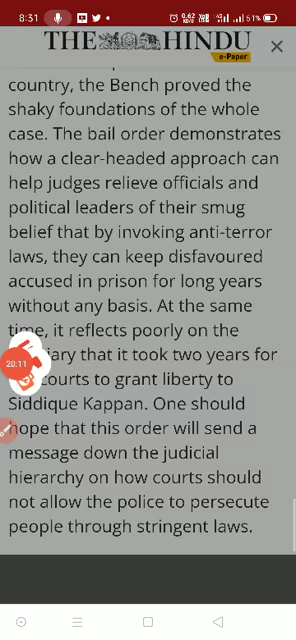 8:31
0.62
KB/S
51%
THE HINDU
e-Paper
country, the Bench proved the
shaky foundations of the whole
case. The bail order demonstrates
how a clear-headed approach can
help judges relieve officials and
political leaders of their smug
belief that by invoking anti-terror
laws, they can keep disfavoured
accused in prison for long years
without any basis. At the same
time, it reflects poorly on the
iary that it took two years for
20:11
courts to grant liberty to
Siddique Kappan. One should
hope that this order will send a
message down the judicial
hierarchy on how courts should
not allow the police to persecute
people through stringent laws.